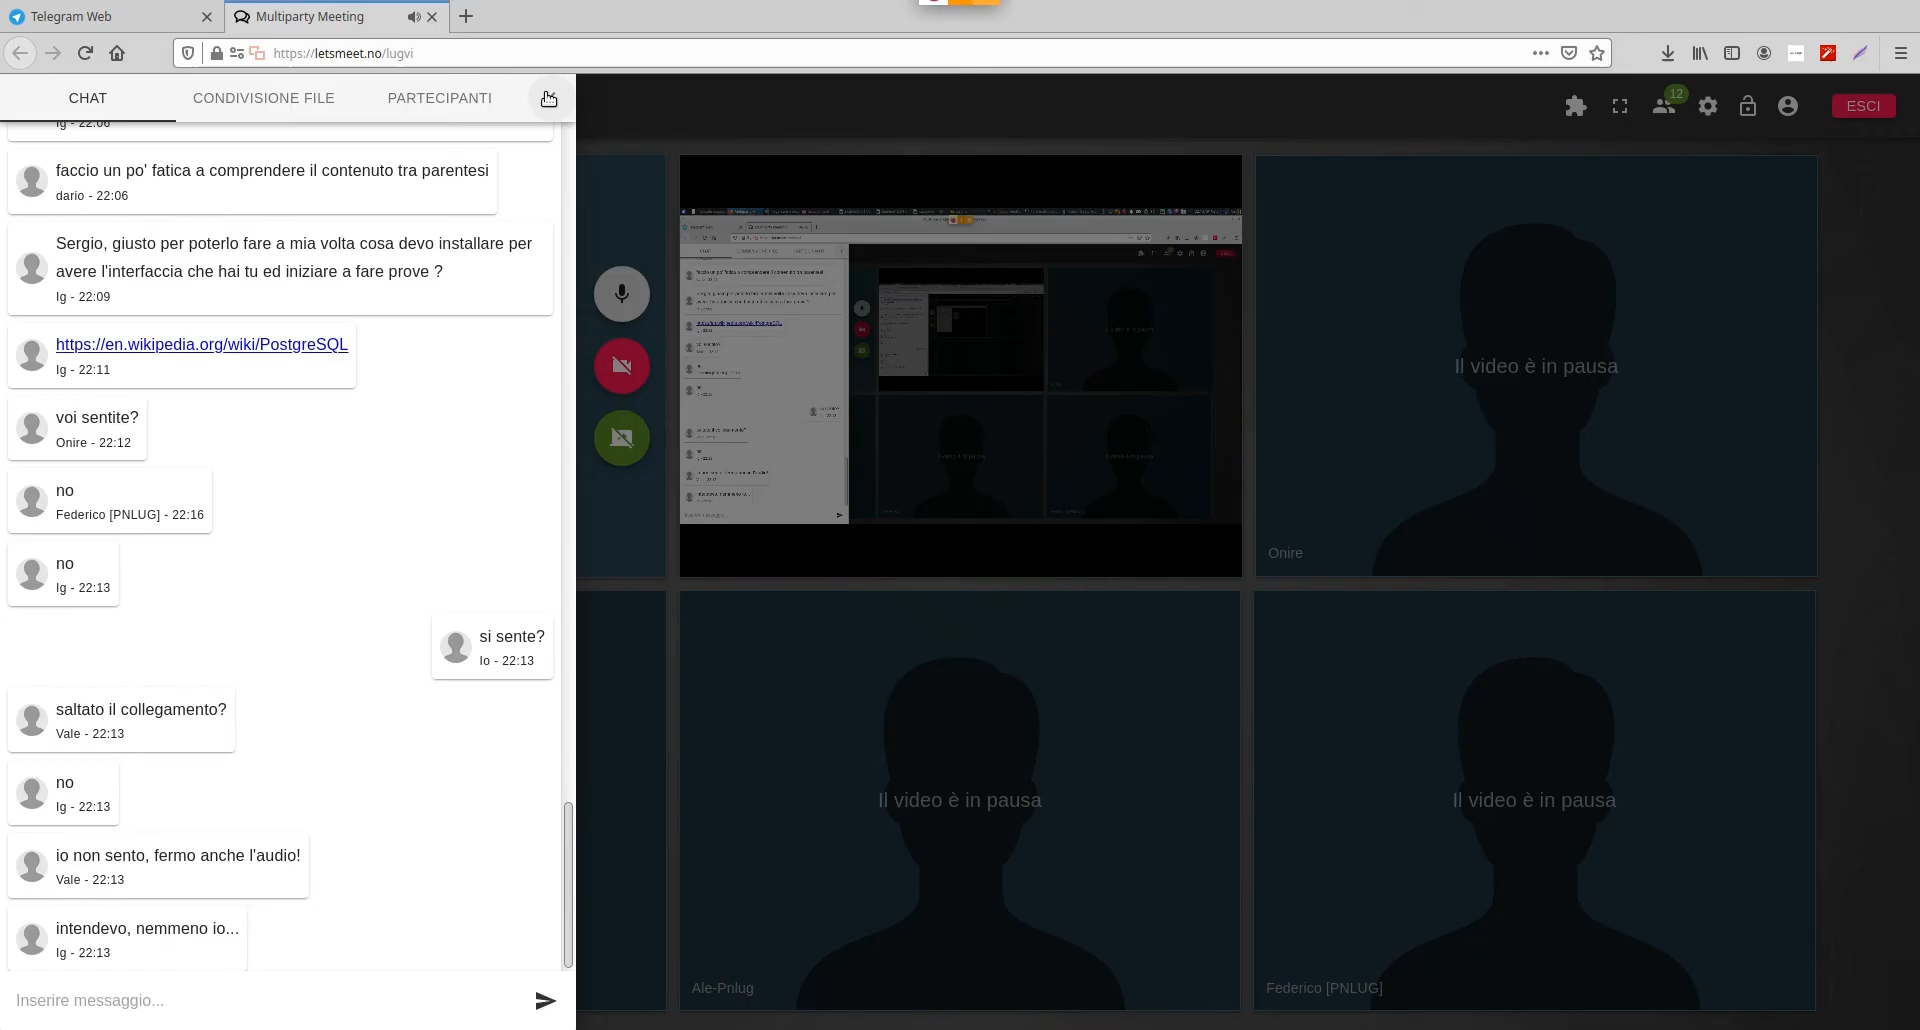 Telegram Web
Multiparty Meeting
https://letsmeet.no/lugvi
CHAT
CONDIVISIONE FILE
PARTECIPANTI
12
ESCI
Ig - 22:06
faccio un po' fatica a comprendere il contenuto tra parentesi
dario - 22:06
Sergio, giusto per poterlo fare a mia volta cosa devo installare per
avere l'interfaccia che hai tu ed iniziare a fare prove ?
Ig - 22:09
https://en.wikipedia.org/wiki/PostgreSQL
Ig - 22:11
voi sentite?
Onire - 22:12
no
Federico [PNLUG] - 22:16
no
Ig - 22:13
si sente?
Io - 22:13
saltato il collegamento?
Vale - 22:13
no
Ig - 22:13
io non sento, fermo anche l'audio!
Vale - 22:13
intendevo, nemmeno io...
Ig - 22:13
Inserire messaggio...
Il video è in pausa
Onire
Il video è in pausa
Ale-Pnlug
Il video è in pausa
Federico [PNLUG]